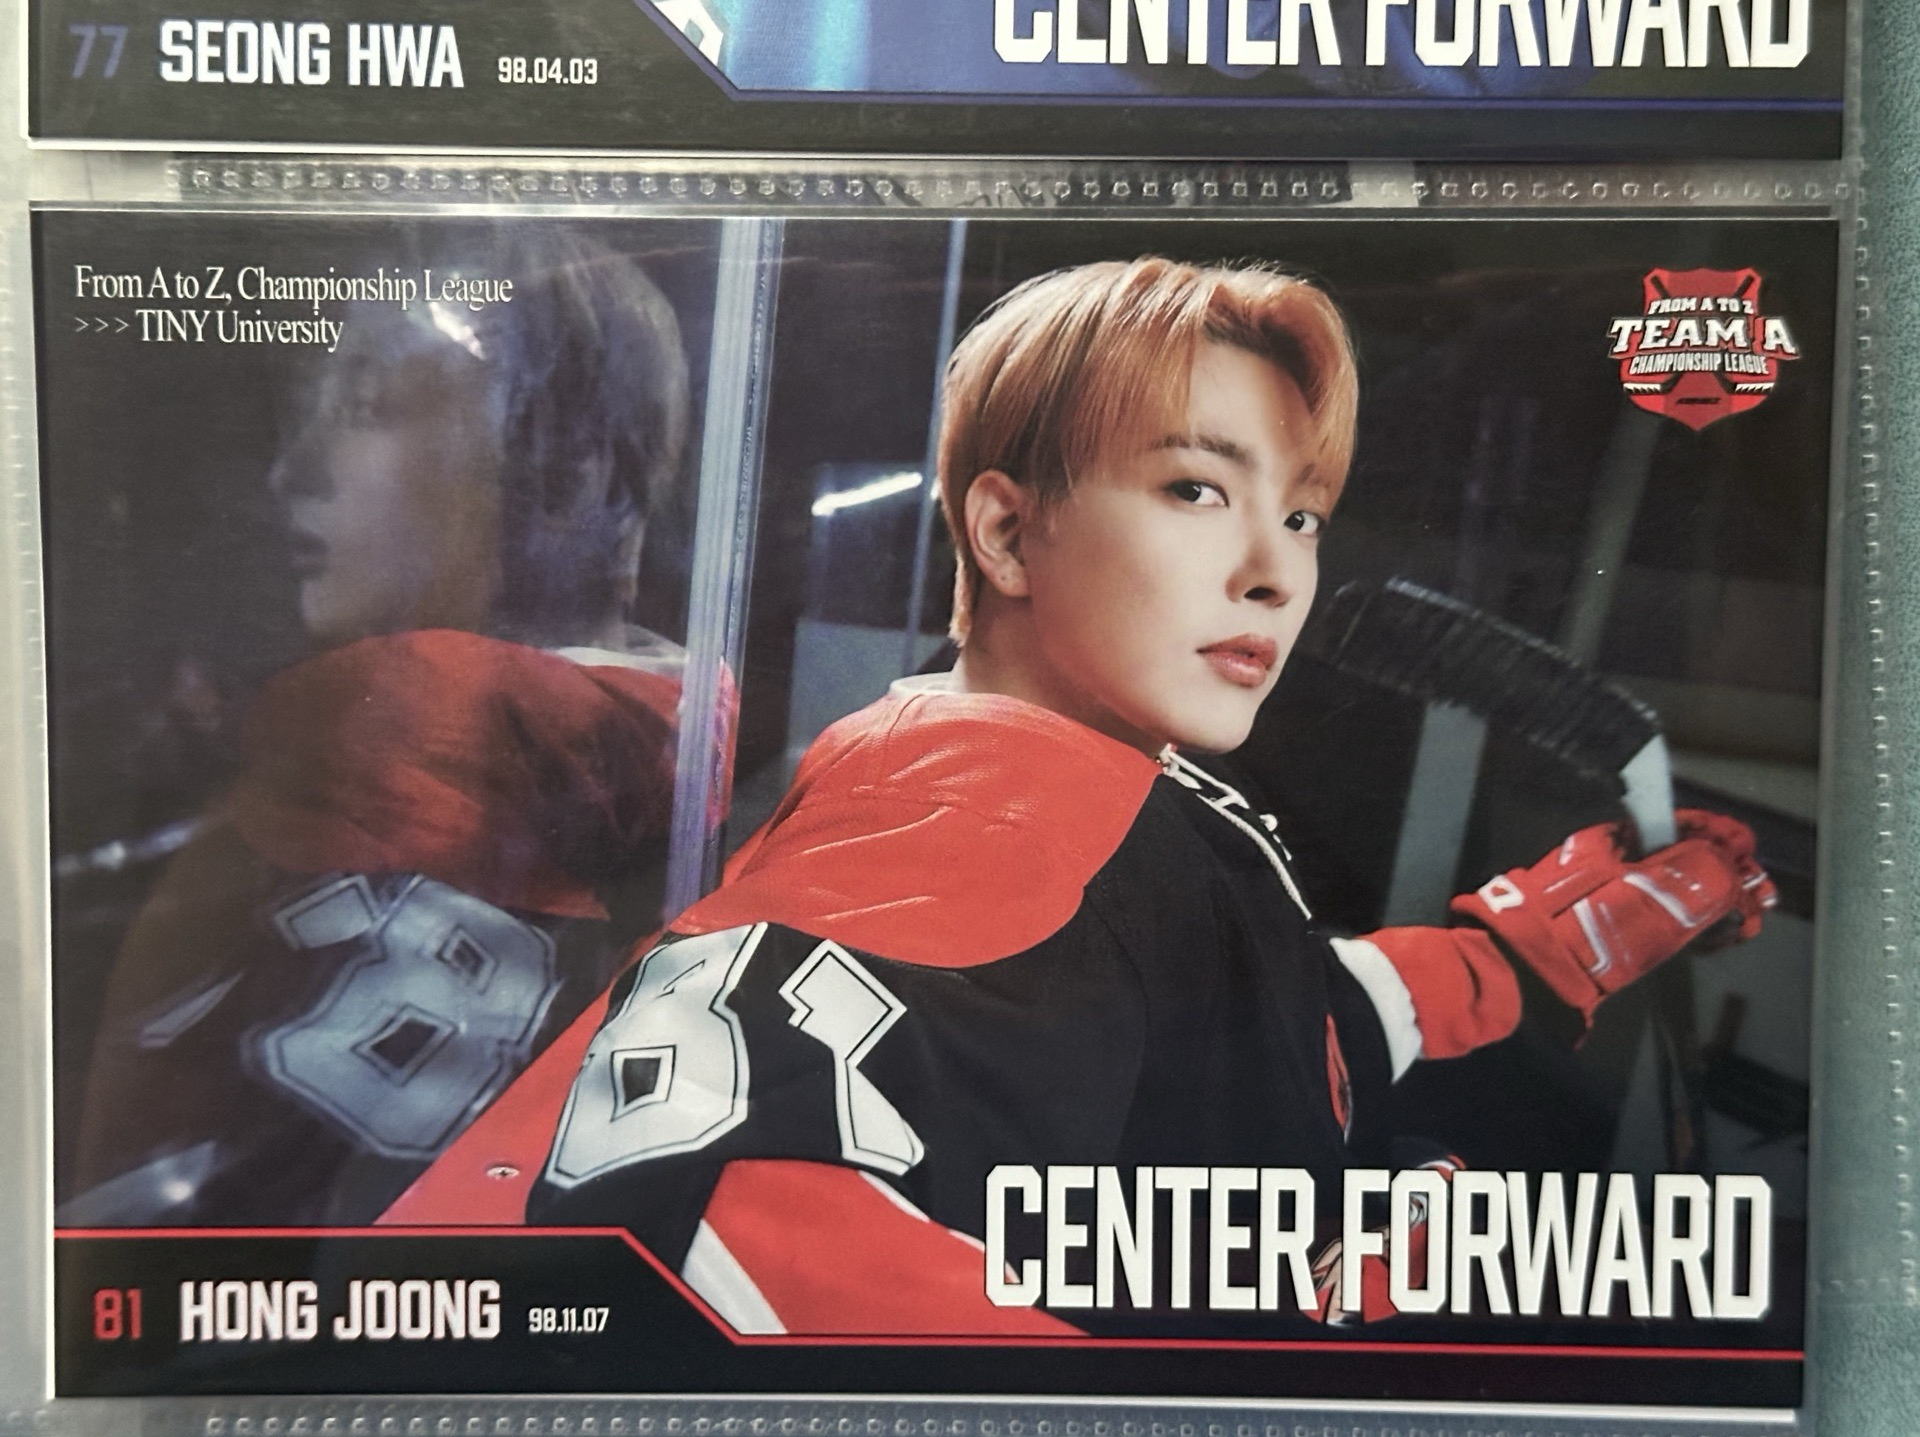 77 SEONG HWA 98.04.03
CENTER FORWARD
From A to Z, Championship League
>>> TINY University
FROM A TO Z
TEAM A
CHAMPIONSHIP LEAGUE
81
CENTER FORWARD
81 HONG JOONG 98.11.07